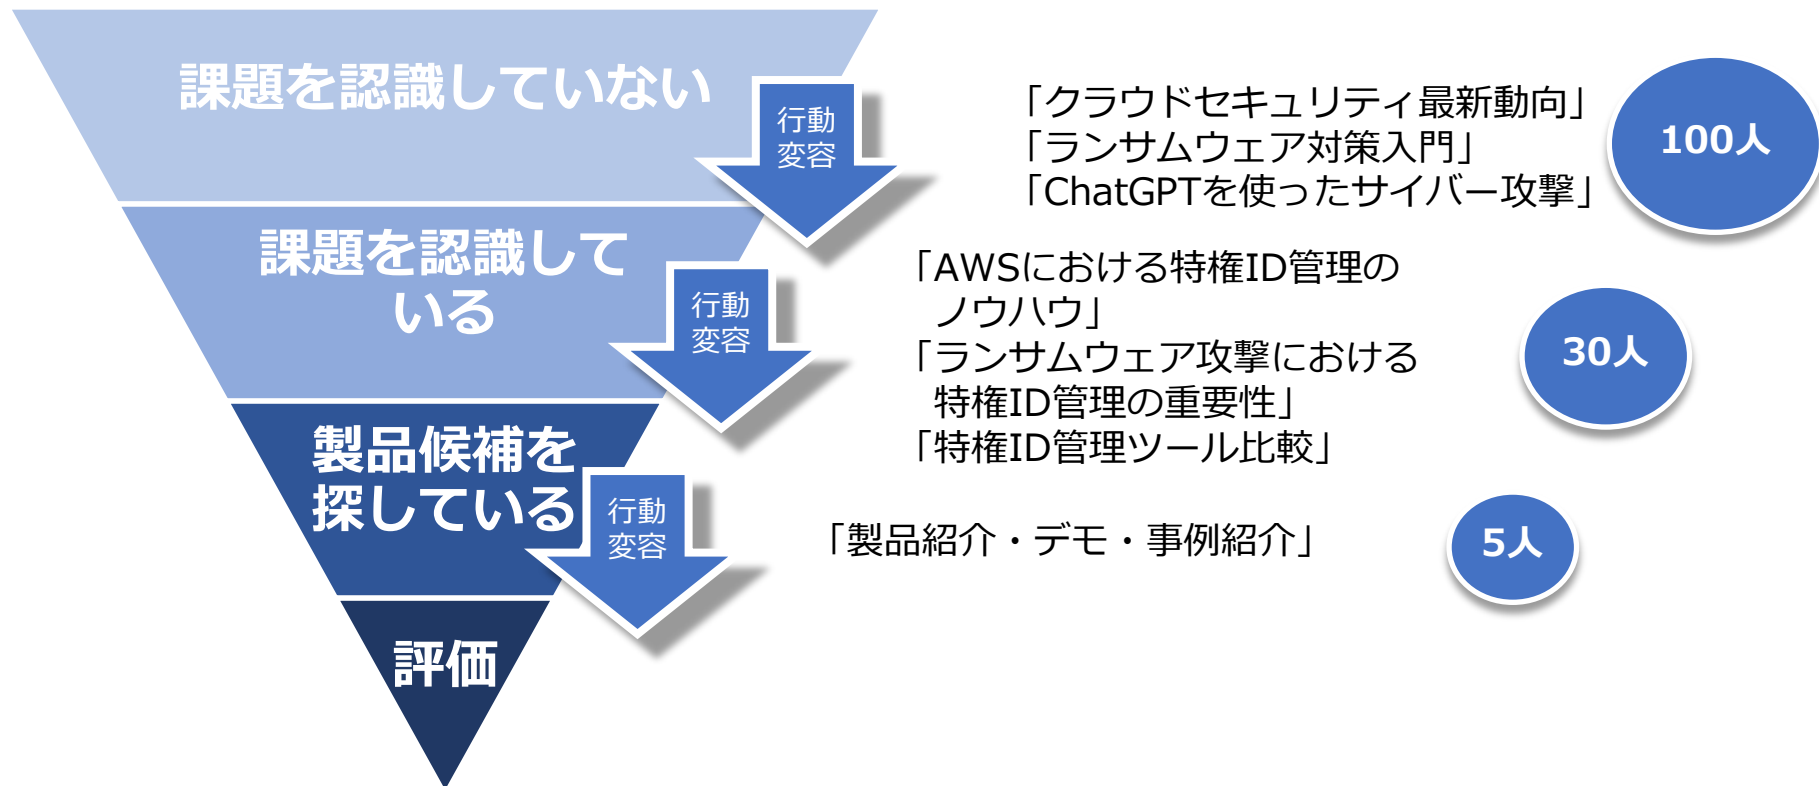 課題を認識していない
行動
変容
「クラウドセキュリティ最新動向」
「ランサムウェア対策入門」
「ChatGPTを使ったサイバー攻撃」
100人
課題を認識して
いる
行動
変容
「AWSにおける特権ID管理の
ノウハウ」
「ランサムウェア攻撃における
特権ID管理の重要性」
「特権ID管理ツール比較」
30人
製品候補を
探している
行動
変容
「製品紹介・デモ・事例紹介」
5人
評価